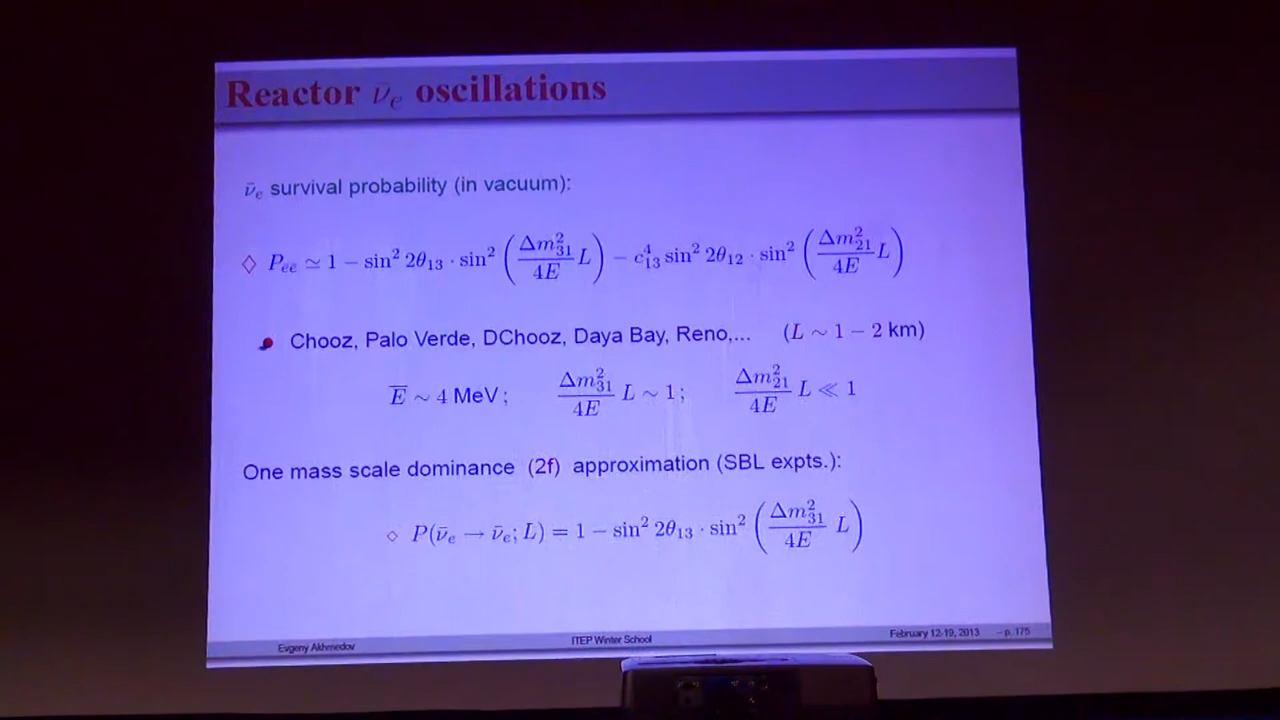 Reactor ν̄ₑ oscillations
ν̄ₑ survival probability (in vacuum):
◇ P_{ēē} ≃ 1 − sin² 2θ₁₃ · sin² (Δm²₃₁/4E L) − c⁴₁₃ sin² 2θ₁₂ · sin² (Δm²₂₁/4E L)
Chooz, Palo Verde, DChooz, Daya Bay, Reno,... (L ∼ 1 − 2 km)
E̅ ∼ 4 MeV ; Δm²₃₁/4E L ∼ 1 ; Δm²₂₁/4E L ≪ 1
One mass scale dominance (2f) approximation (SBL expts.):
◇ P(ν̄ₑ → ν̄ₑ; L) = 1 − sin² 2θ₁₃ · sin² (Δm²₃₁/4E L)
Evgeny Akhmedov ITEP Winter School February 12-19, 2013 – p. 175